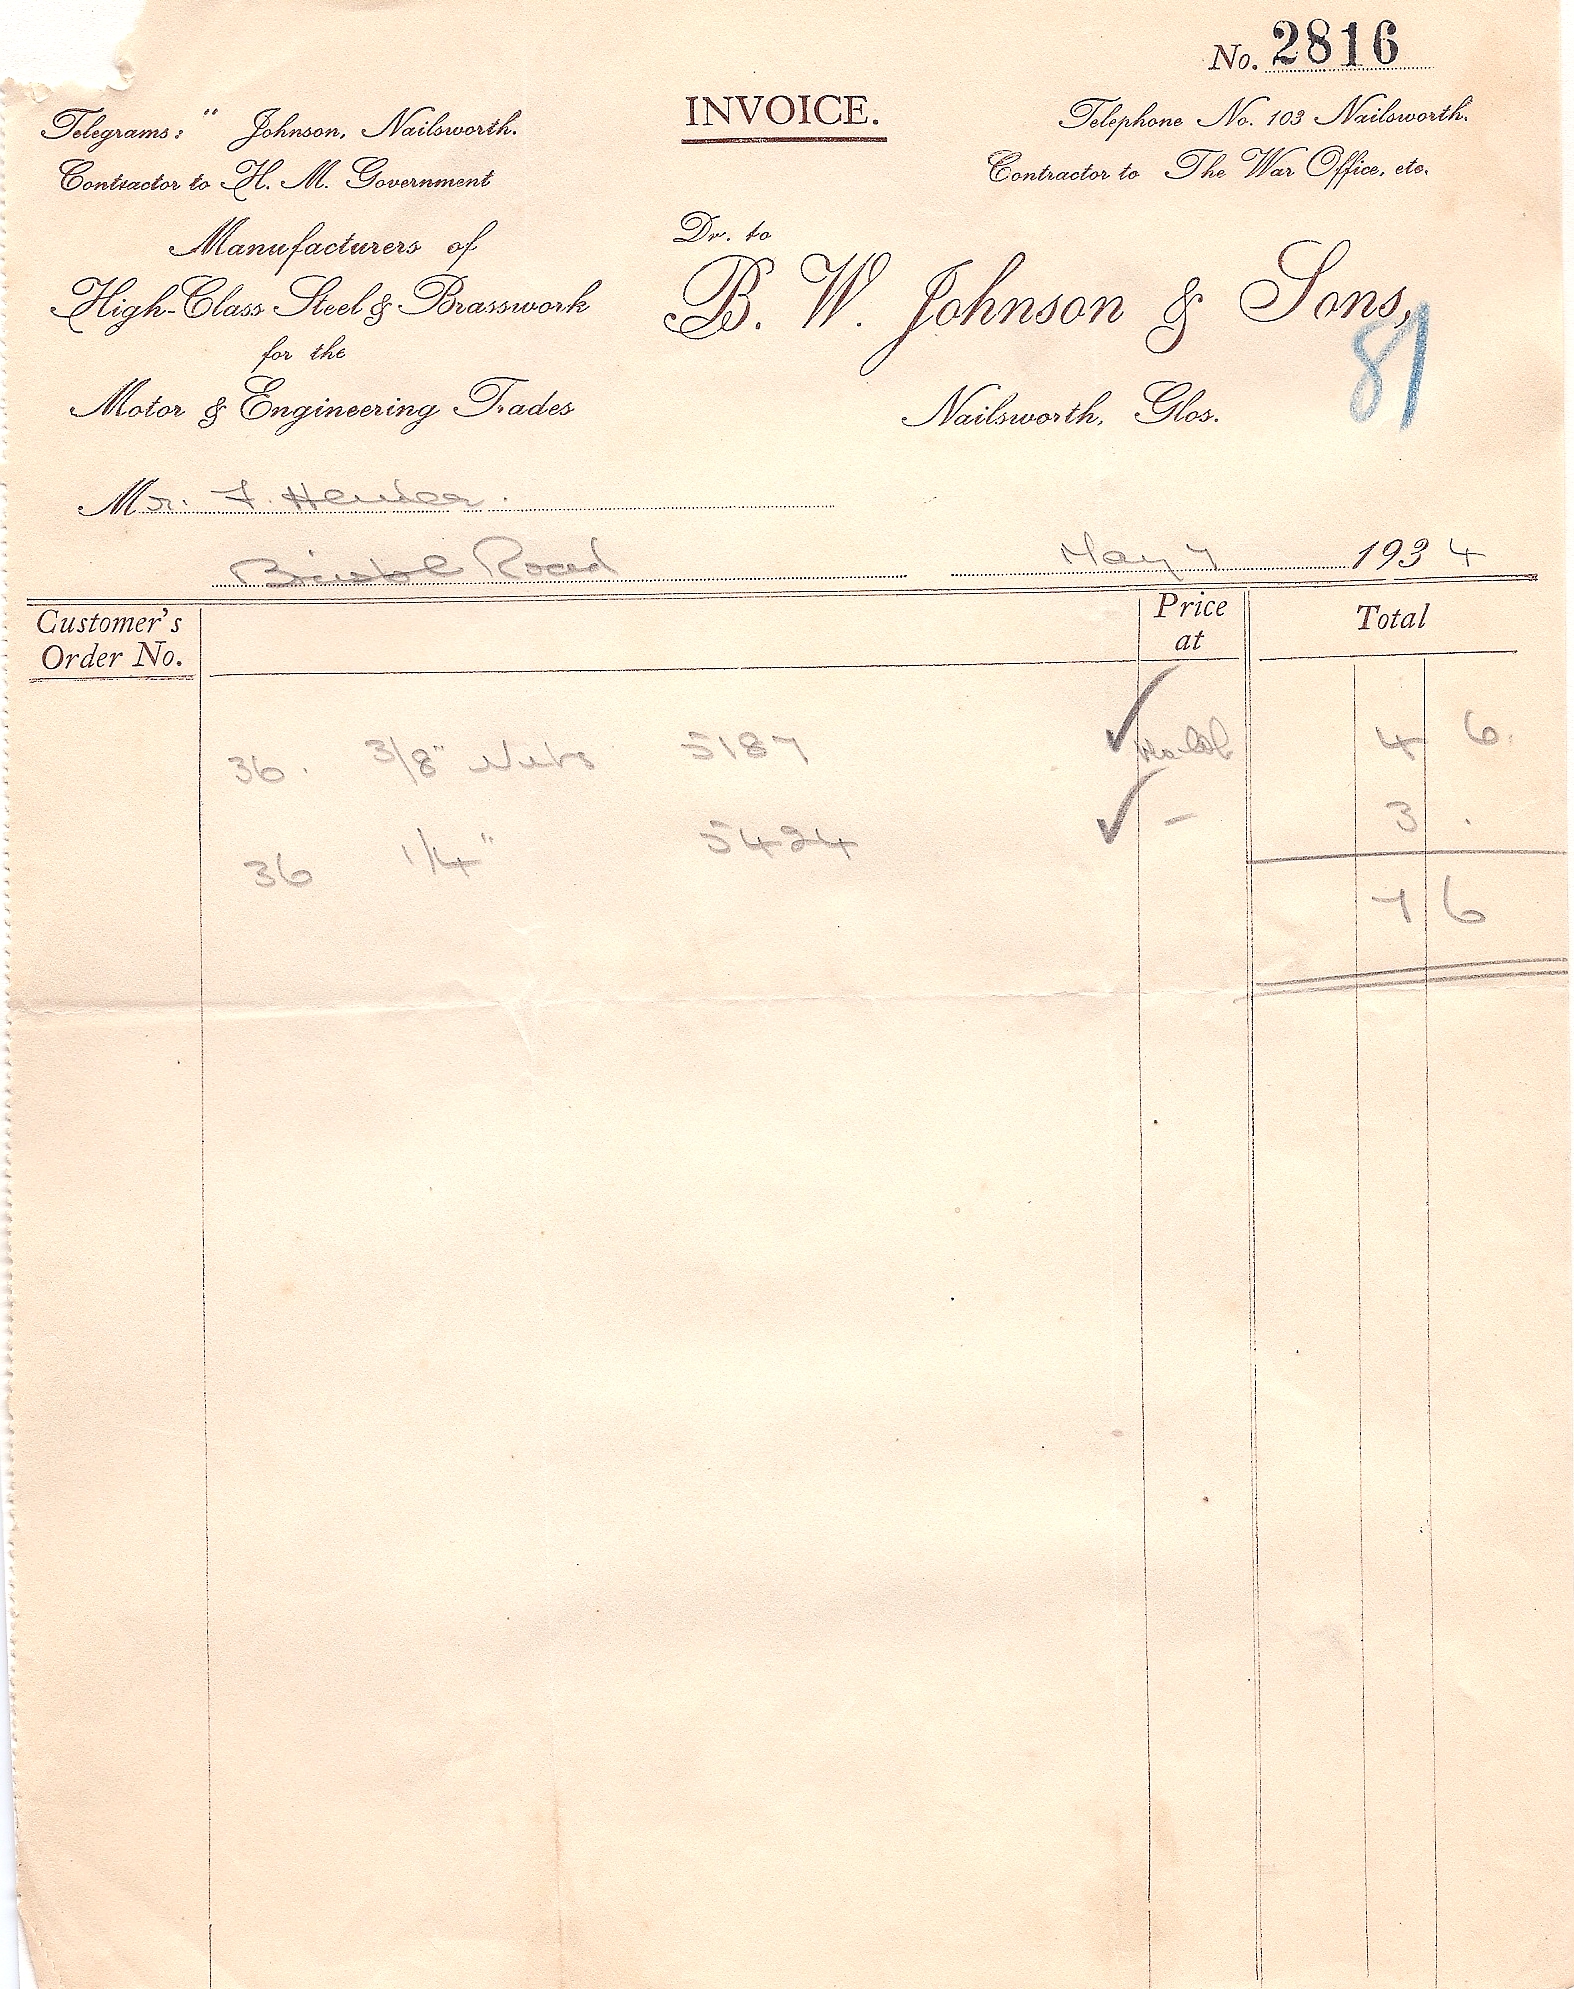 No. 2816
INVOICE.
Telegrams: " Johnson, Nailsworth.
Telephone No. 103 Nailsworth.
Contractor to H. M. Government
Contractor to The War Office, etc.
Manufacturers of
High-Class Steel & Brasswork
for the
Motor & Engineering Trades
Dr. to
B. W. Johnson & Sons,
81
Nailsworth, Glos.
Mr. F.
Bristol Road
May 7 1934
Customer's Order No.
Price at
Total
36. 3/8" Nuts 5187 4 6.
36 1/4" 5424 – 3 .
7 6